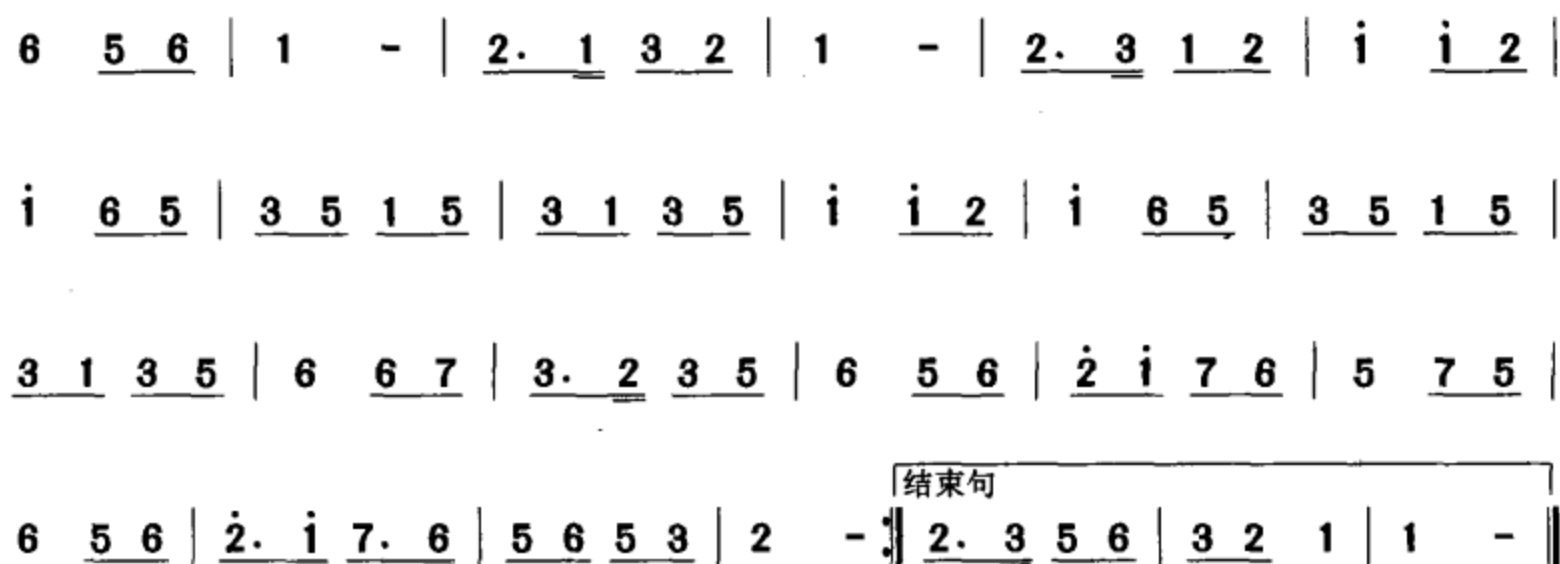 6 5 6 | 1 - | 2. 1 3 2 | 1 - | 2. 3 1 2 | i i 2 |
i 6 5 | 3 5 1 5 | 3 1 3 5 | i i 2 | i 6 5 | 3 5 1 5 |
3 1 3 5 | 6 6 7 | 3. 2 3 5 | 6 5 6 | 2̇ i 7 6 | 5 7 5 |
结束句
6 5 6 | 2̇. i 7. 6 | 5 6 5 3 | 2 - :‖ 2. 3 5 6 | 3 2 1 | 1 - ‖